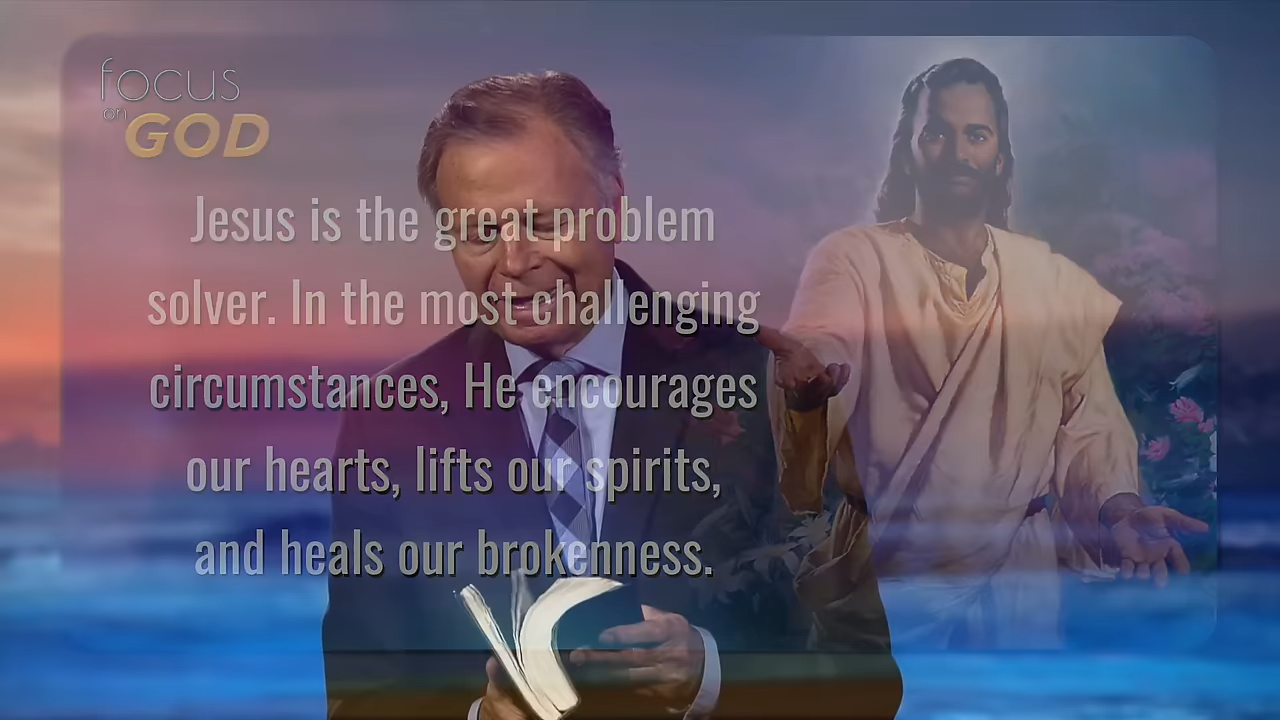 focus
on
GOD
Jesus is the great problem
solver. In the most challenging
circumstances, He encourages
our hearts, lifts our spirits,
and heals our brokenness.